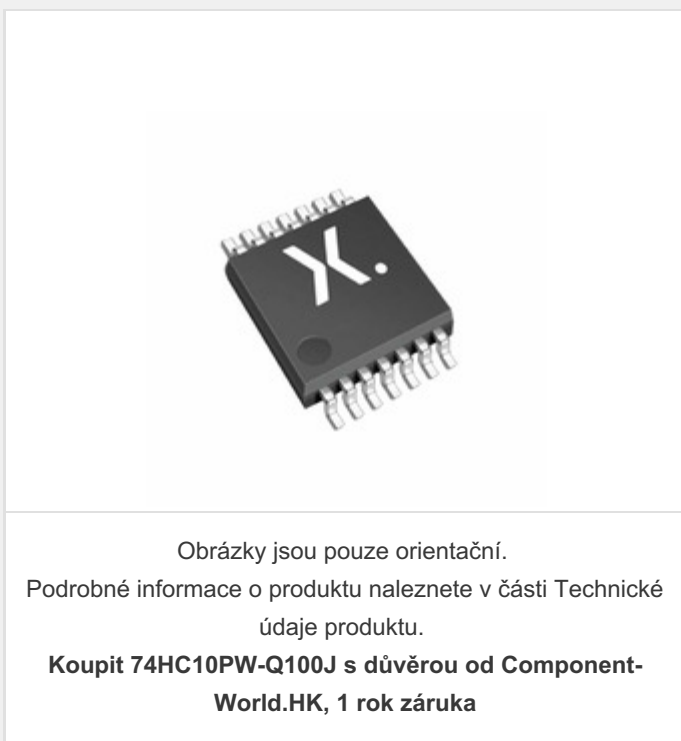 Obrázky jsou pouze orientační.
Podrobné informace o produktu naleznete v části Technické
údaje produktu.
Koupit 74HC10PW-Q100J s důvěrou od Component-
World.HK, 1 rok záruka